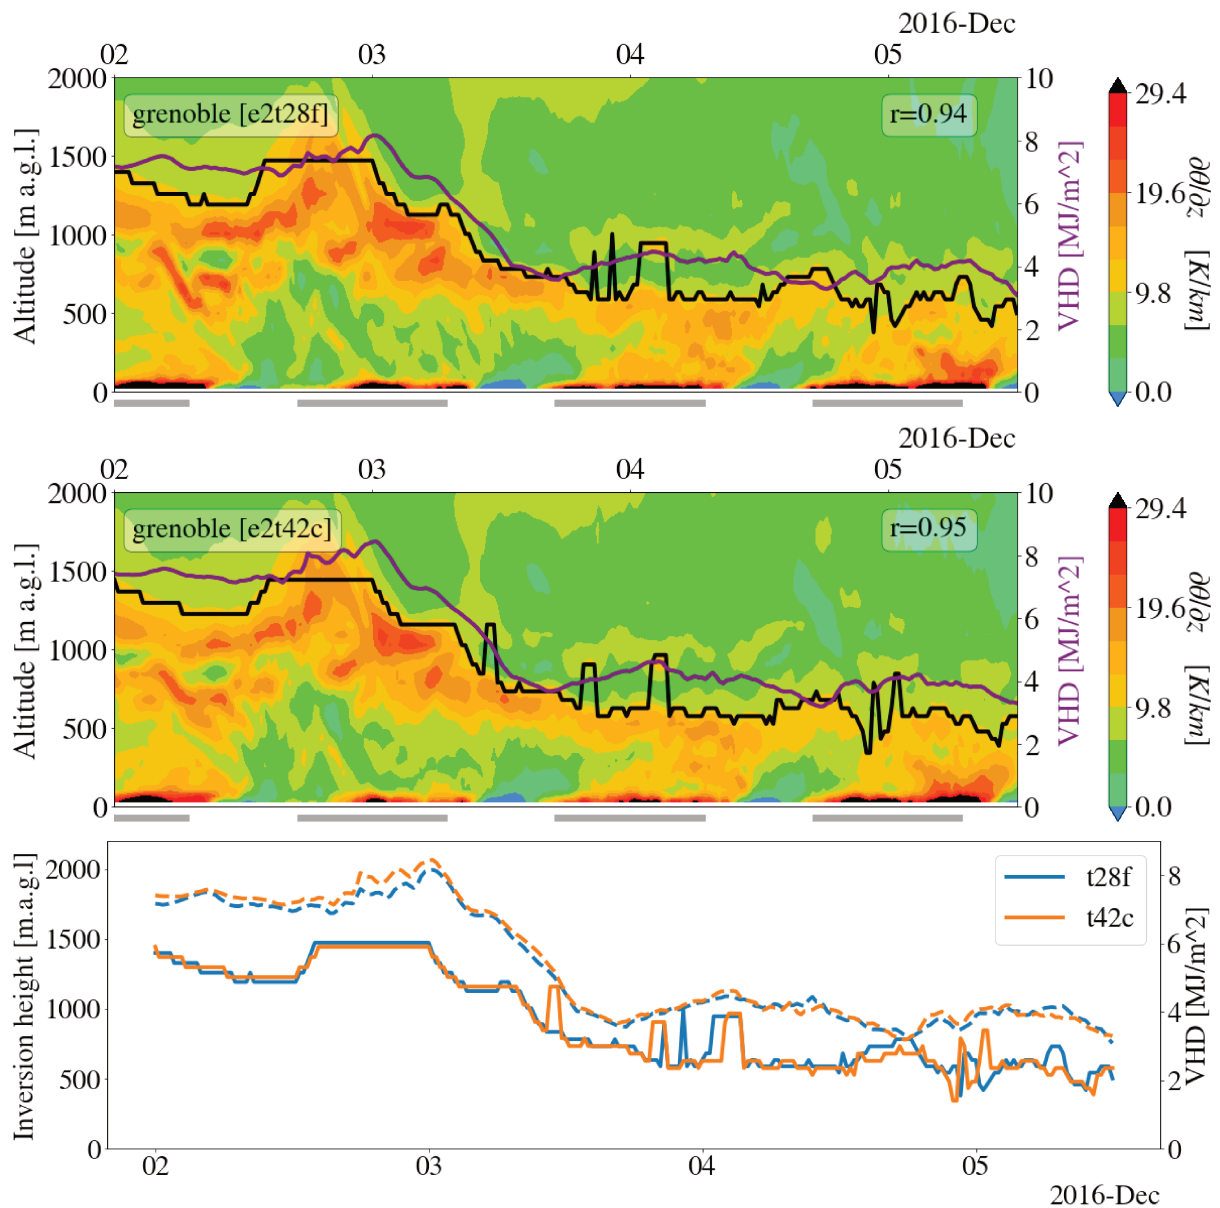 2016-Dec
02 03 04 05
2000
1500
1000
500
0
Altitude [m a.g.l.]
grenoble [e2t28f]
r=0.94
10
8
6
4
2
0
VHD [MJ/m^2]
29.4
19.6
9.8
0.0
∂θ/∂z [K/km]
2016-Dec
02 03 04 05
2000
1500
1000
500
0
Altitude [m a.g.l.]
grenoble [e2t42c]
r=0.95
10
8
6
4
2
0
VHD [MJ/m^2]
29.4
19.6
9.8
0.0
∂θ/∂z [K/km]
2000
1500
1000
500
0
Inversion height [m.a.g.l]
t28f
t42c
8
6
4
2
0
VHD [MJ/m^2]
02 03 04 05
2016-Dec